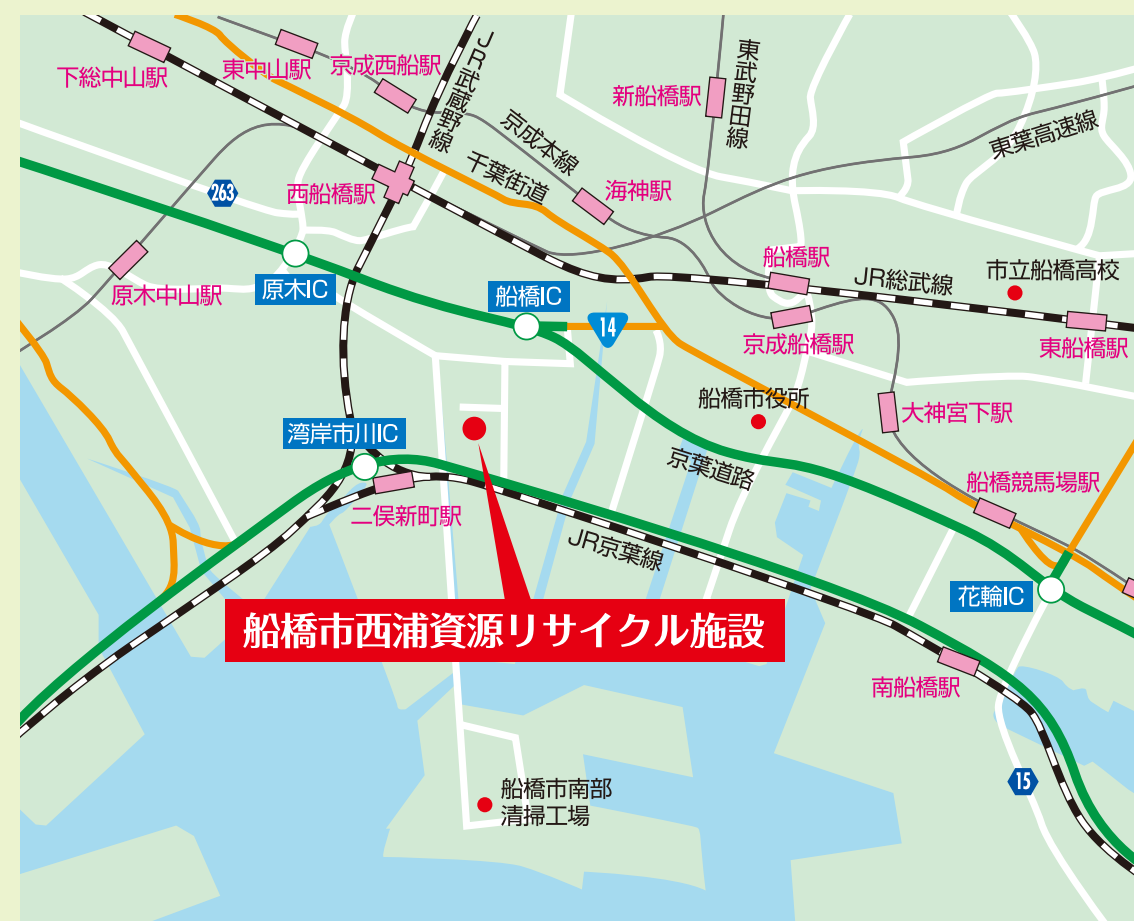 下総中山駅
東中山駅
京成西船駅
JR武蔵野線
新船橋駅
東武野田線
東葉高速線
京成本線
千葉街道
海神駅
263
西船橋駅
原木中山駅
原木IC
船橋IC
14
船橋駅
JR総武線
市立船橋高校
京成船橋駅
東船橋駅
船橋市役所
大神宮下駅
湾岸市川IC
京葉道路
船橋競馬場駅
二俣新町駅
JR京葉線
花輪IC
船橋市西浦資源リサイクル施設
南船橋駅
15
船橋市南部
清掃工場